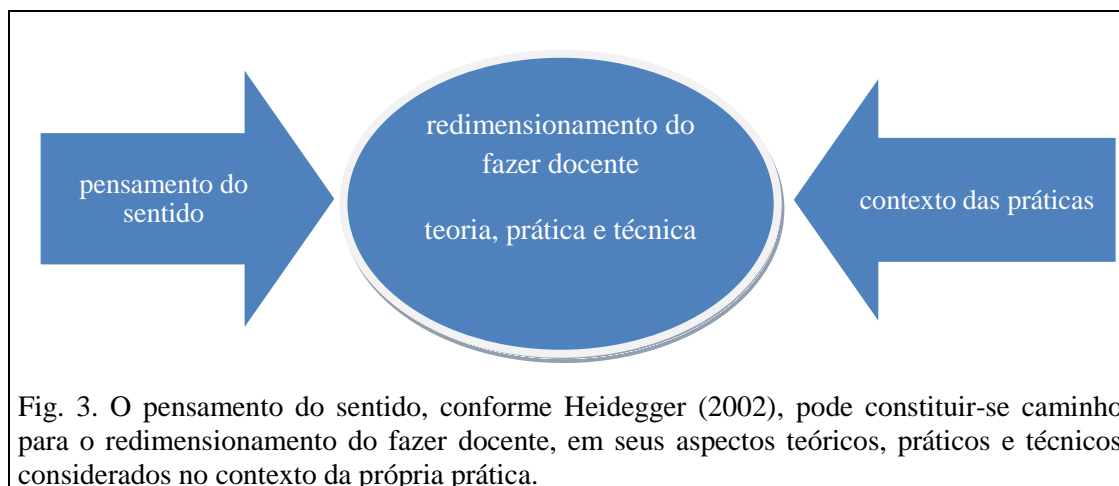 pensamento do
sentido
redimensionamento do
fazer docente
teoria, prática e técnica
contexto das práticas
Fig. 3. O pensamento do sentido, conforme Heidegger (2002), pode constituir-se caminho
para o redimensionamento do fazer docente, em seus aspectos teóricos, práticos e técnicos
considerados no contexto da própria prática.